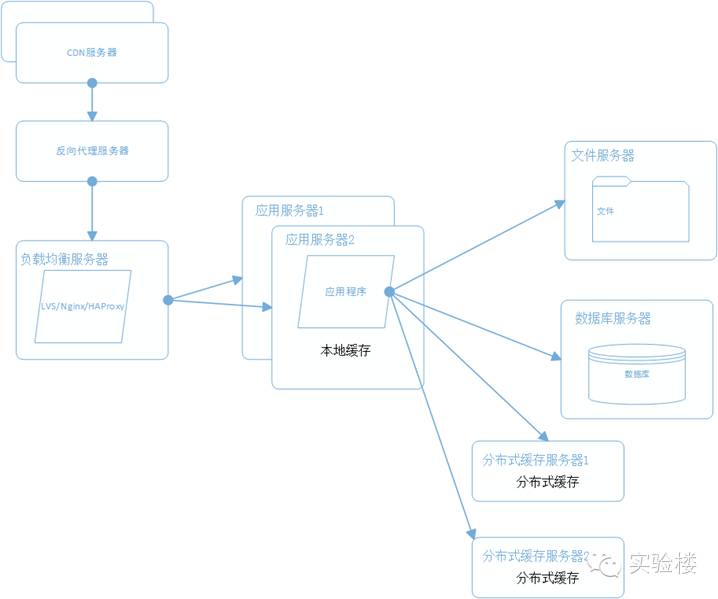 CDN服务器
反向代理服务器
负载均衡服务器
LVS/Nginx/HAProxy
应用服务器1
应用服务器2
应用程序
本地缓存
文件服务器
文件
数据库服务器
数据库
分布式缓存服务器1
分布式缓存
分布式缓存服务器2
分布式缓存
实验楼